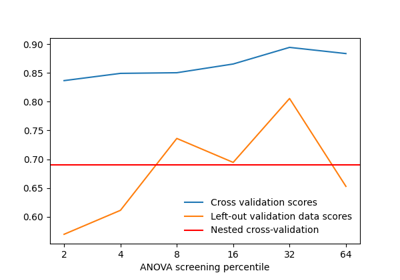 0.90
0.85
0.80
0.75
0.70
0.65
0.60
Cross validation scores
Left-out validation data scores
Nested cross-validation
2 4 8 16 32 64
ANOVA screening percentile